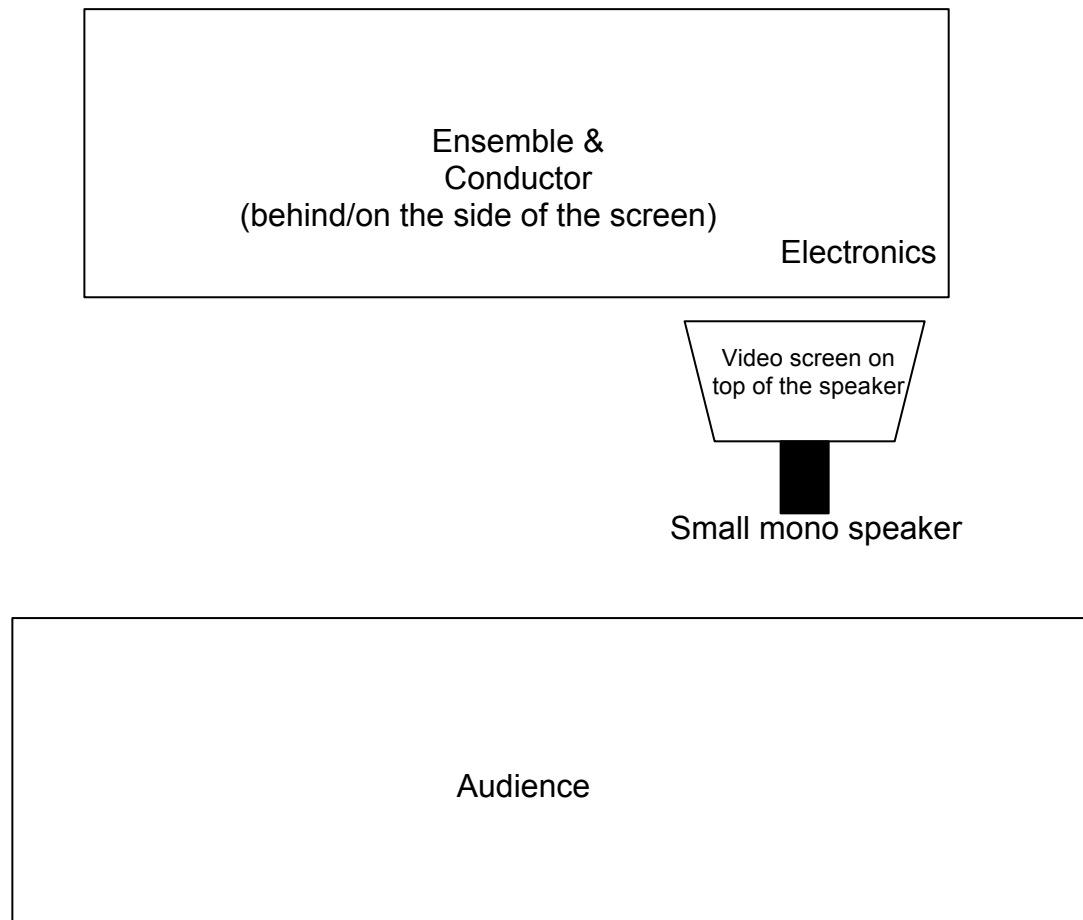 Ensemble &
Conductor
(behind/on the side of the screen)
Electronics
Video screen on
top of the speaker
Small mono speaker
Audience